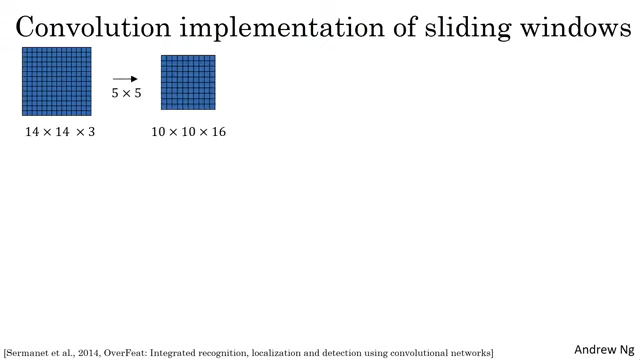 Convolution implementation of sliding windows
5 × 5
14 × 14 × 3
10 × 10 × 16
[Sermanet et al., 2014, OverFeat: Integrated recognition, localization and detection using convolutional networks]
Andrew Ng